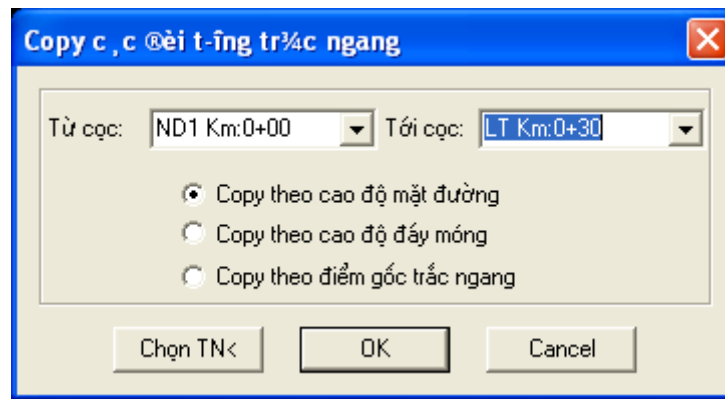 Copy c ¸c ®èi t-îng tr¾c ngang
Từ cọc: ND1 Km:0+00 Tới cọc: LT Km:0+30
Copy theo cao độ mặt đường
Copy theo cao độ đáy móng
Copy theo điểm gốc trắc ngang
Chọn TN< OK Cancel